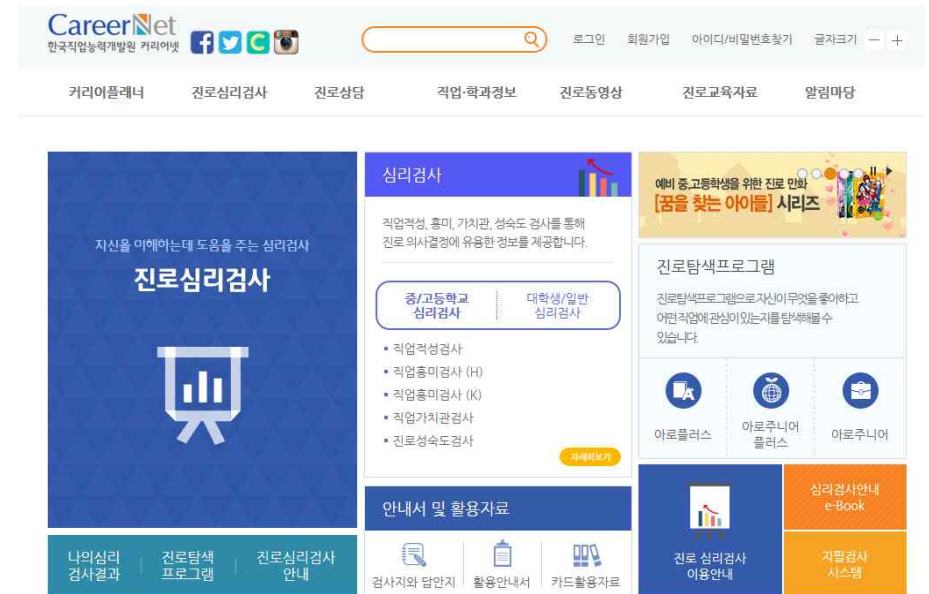 CareerNet
한국직업능력개발원 커리어넷
로그인 회원가입 아이디/비밀번호찾기 글자크기 − +
커리어플래너 진로심리검사 진로상담 직업·학과정보 진로동영상 진로교육자료 알림마당
자신을 이해하는데 도움을 주는 심리검사
진로심리검사
나의심리
검사결과
진로탐색
프로그램
진로심리검사
안내
심리검사
직업적성, 흥미, 가치관, 성숙도 검사를 통해
진로 의사결정에 유용한 정보를 제공합니다.
중/고등학교
심리검사
대학생/일반
심리검사
직업적성검사
직업흥미검사 (H)
직업흥미검사 (K)
직업가치관검사
진로성숙도검사
자세히보기
안내서 및 활용자료
검사지와 답안지
활용안내서
카드활용자료
예비 중,고등학생을 위한 진로 만화
[꿈을 찾는 아이들] 시리즈
진로탐색프로그램
진로탐색프로그램으로 자신이 무엇을 좋아하고
어떤 직업에 관심이 있는지를 탐색해볼 수
있습니다.
아로플러스
아로주니어
플러스
아로주니어
진로 심리검사
이용안내
심리검사안내
e-Book
지필검사
시스템